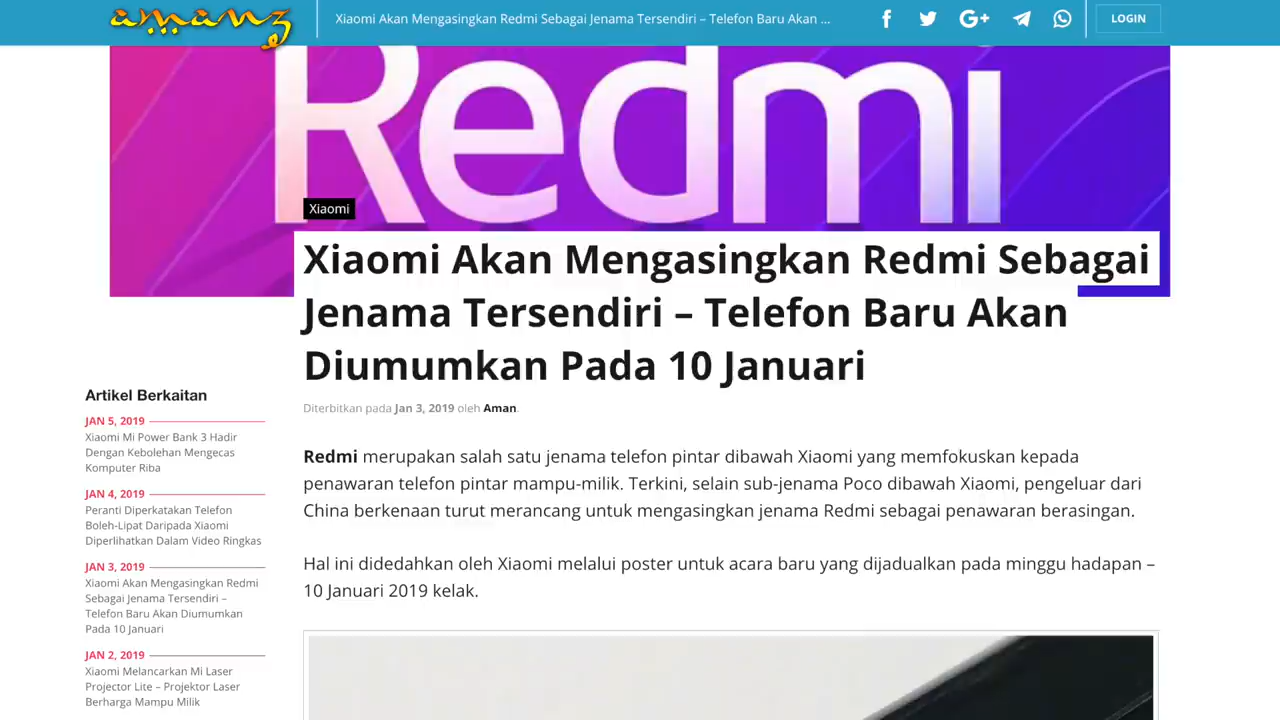 amanz
Xiaomi Akan Mengasingkan Redmi Sebagai Jenama Tersendiri – Telefon Baru Akan ...
LOGIN
Redmi
Xiaomi
Xiaomi Akan Mengasingkan Redmi Sebagai
Jenama Tersendiri – Telefon Baru Akan
Diumumkan Pada 10 Januari
Diterbitkan pada Jan 3, 2019 oleh Aman.
Redmi merupakan salah satu jenama telefon pintar dibawah Xiaomi yang memfokuskan kepada
penawaran telefon pintar mampu-milik. Terkini, selain sub-jenama Poco dibawah Xiaomi, pengeluar dari
China berkenaan turut merancang untuk mengasingkan jenama Redmi sebagai penawaran berasingan.
Hal ini didedahkan oleh Xiaomi melalui poster untuk acara baru yang dijadualkan pada minggu hadapan –
10 Januari 2019 kelak.
Artikel Berkaitan
JAN 5, 2019
Xiaomi Mi Power Bank 3 Hadir
Dengan Kebolehan Mengecas
Komputer Riba
JAN 4, 2019
Peranti Diperkatakan Telefon
Boleh-Lipat Daripada Xiaomi
Diperlihatkan Dalam Video Ringkas
JAN 3, 2019
Xiaomi Akan Mengasingkan Redmi
Sebagai Jenama Tersendiri –
Telefon Baru Akan Diumumkan
Pada 10 Januari
JAN 2, 2019
Xiaomi Melancarkan Mi Laser
Projector Lite – Projektor Laser
Berharga Mampu Milik